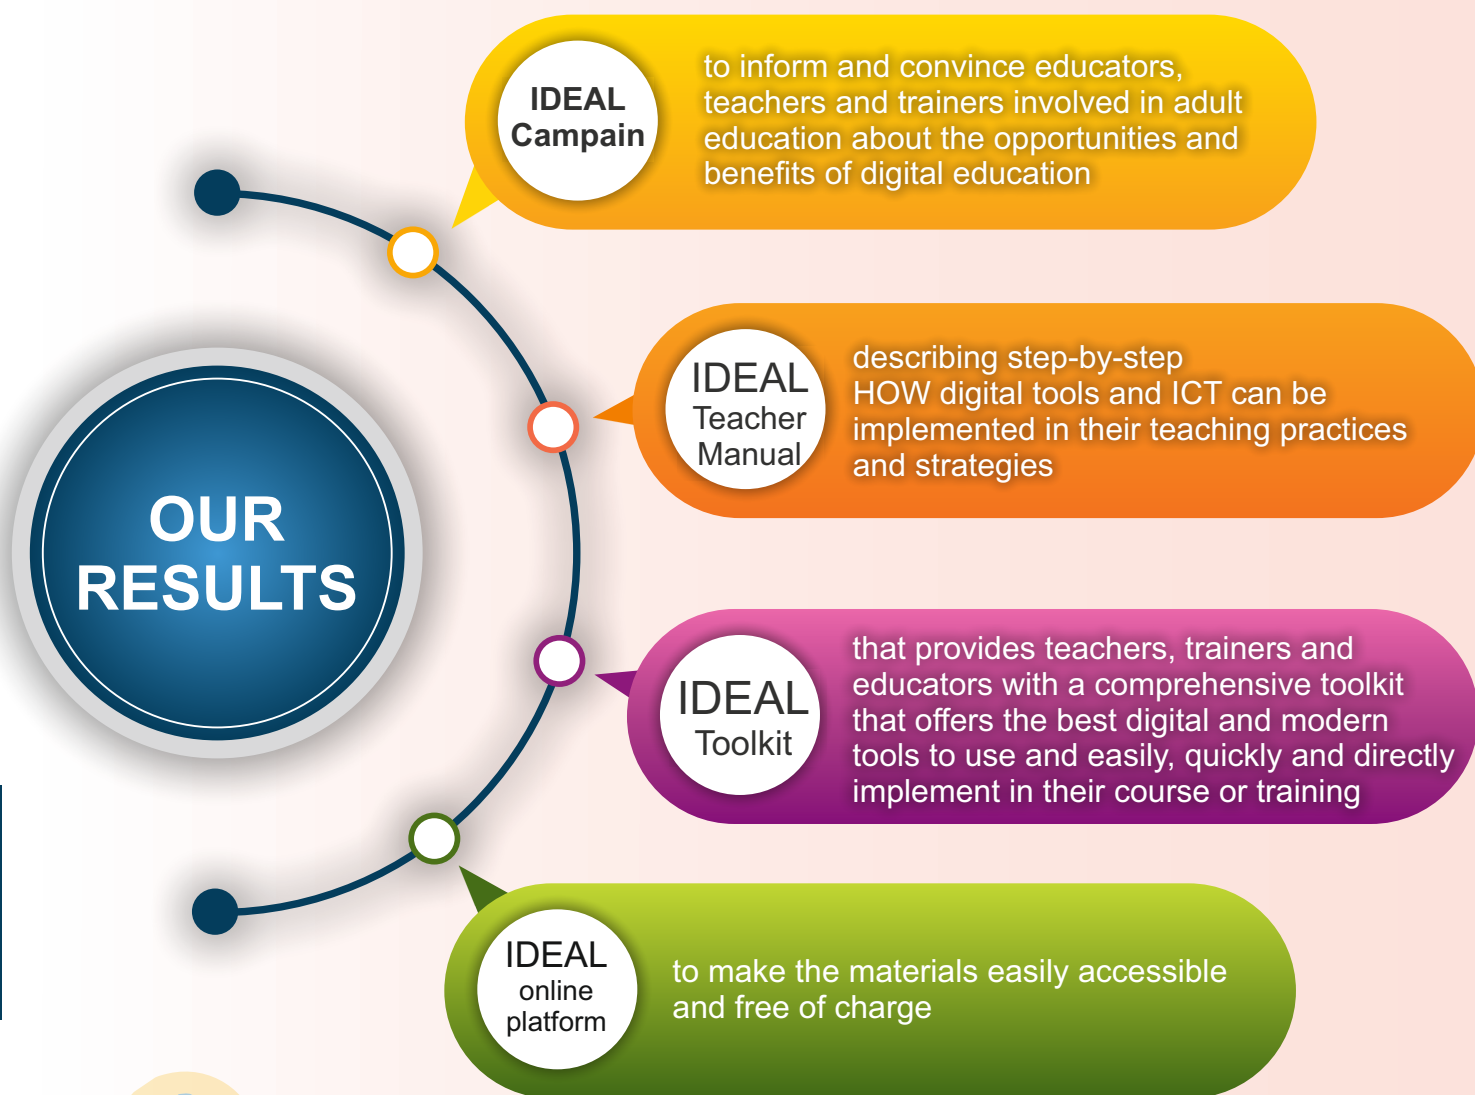 OUR
RESULTS
IDEAL
Campain
to inform and convince educators,
teachers and trainers involved in adult
education about the opportunities and
benefits of digital education
IDEAL
Teacher
Manual
describing step-by-step
HOW digital tools and ICT can be
implemented in their teaching practices
and strategies
IDEAL
Toolkit
that provides teachers, trainers and
educators with a comprehensive toolkit
that offers the best digital and modern
tools to use and easily, quickly and directly
implement in their course or training
IDEAL
online
platform
to make the materials easily accessible
and free of charge